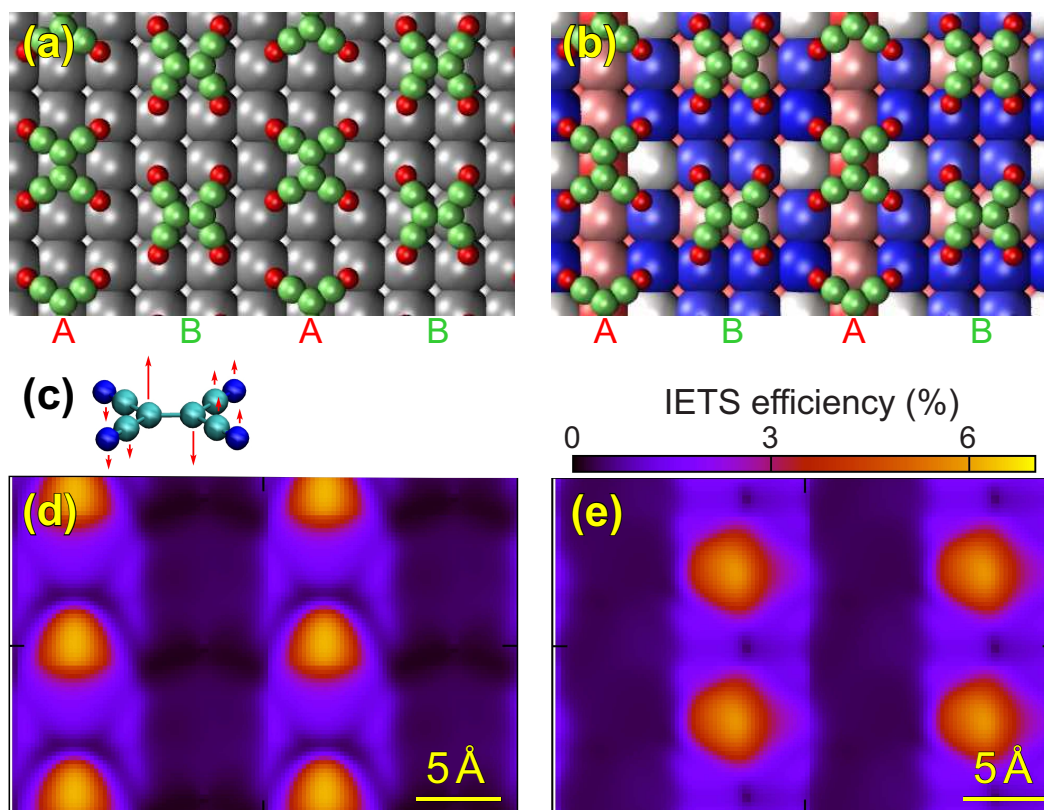 (a)
(b)
A B A B
A B A B
(c)
IETS efficiency (%)
0 3 6
(d)
(e)
5 Å
5 Å